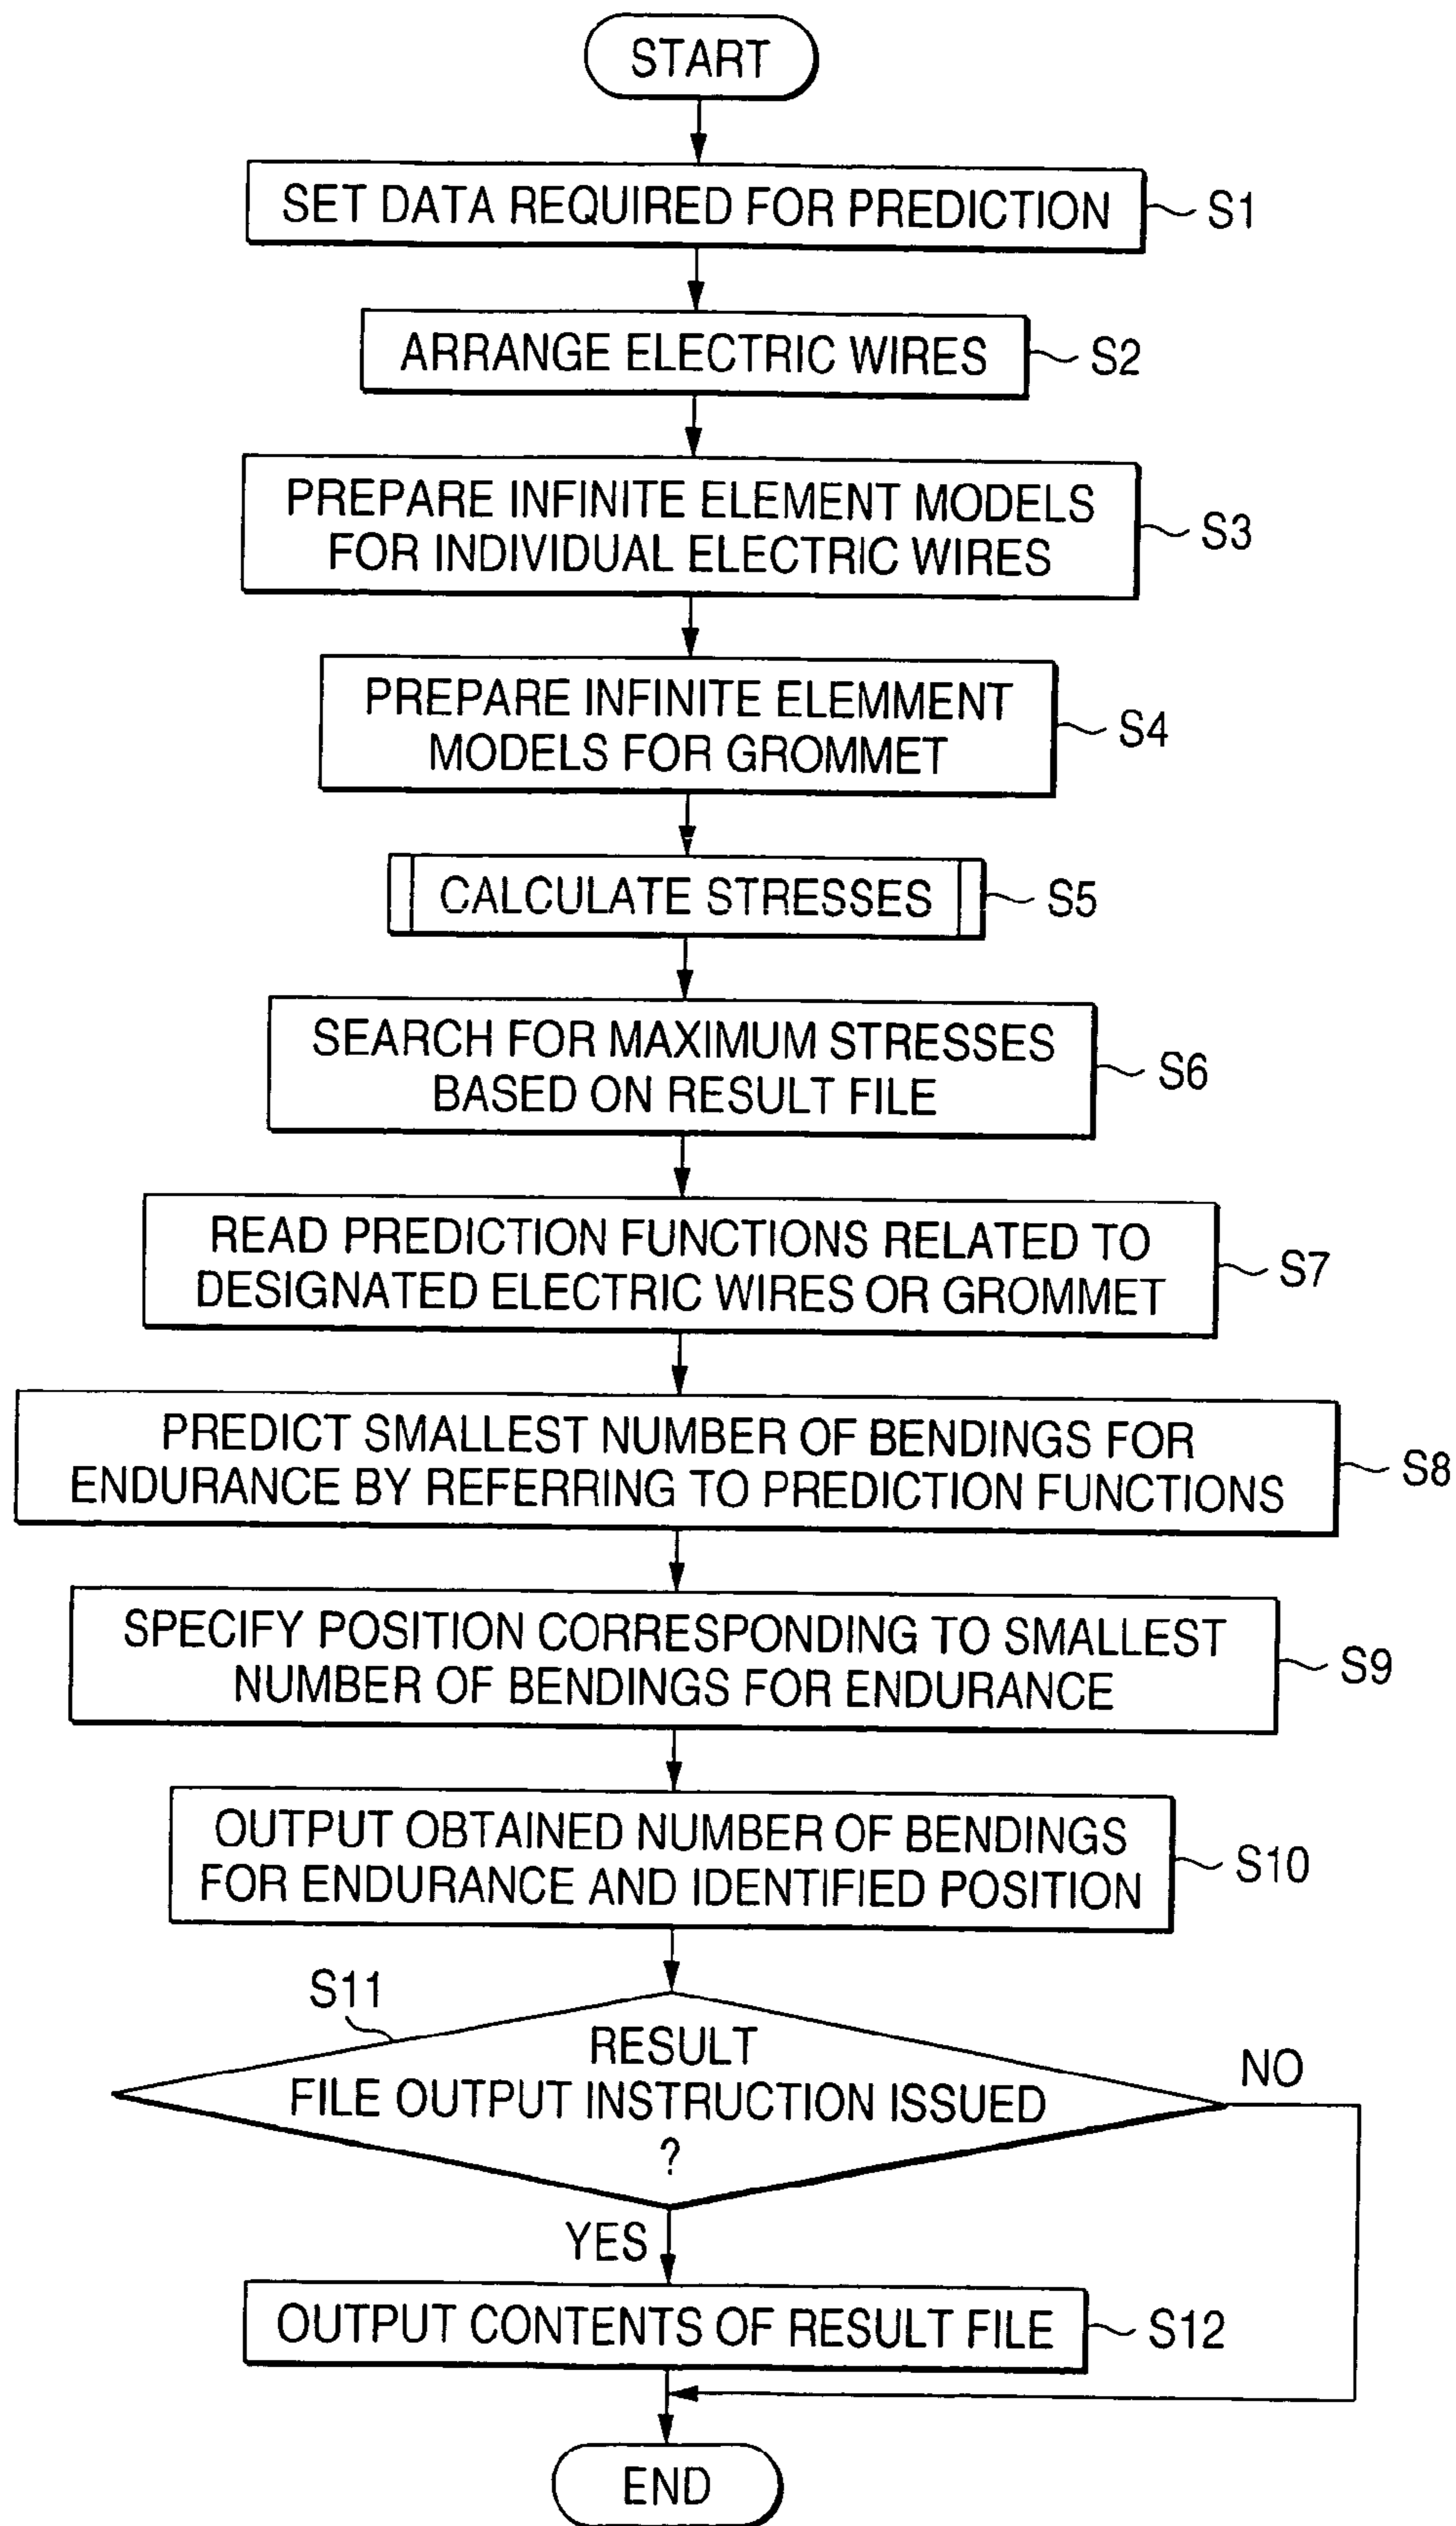 START
SET DATA REQUIRED FOR PREDICTION
S1
ARRANGE ELECTRIC WIRES
S2
PREPARE INFINITE ELEMENT MODELS
FOR INDIVIDUAL ELECTRIC WIRES
S3
PREPARE INFINITE ELEMMENT
MODELS FOR GROMMET
S4
CALCULATE STRESSES
S5
SEARCH FOR MAXIMUM STRESSES
BASED ON RESULT FILE
S6
READ PREDICTION FUNCTIONS RELATED TO
DESIGNATED ELECTRIC WIRES OR GROMMET
S7
PREDICT SMALLEST NUMBER OF BENDINGS FOR
ENDURANCE BY REFERRING TO PREDICTION FUNCTIONS
S8
SPECIFY POSITION CORRESPONDING TO SMALLEST
NUMBER OF BENDINGS FOR ENDURANCE
S9
OUTPUT OBTAINED NUMBER OF BENDINGS
FOR ENDURANCE AND IDENTIFIED POSITION
S10
S11
RESULT
FILE OUTPUT INSTRUCTION ISSUED
?
NO
YES
OUTPUT CONTENTS OF RESULT FILE
S12
END